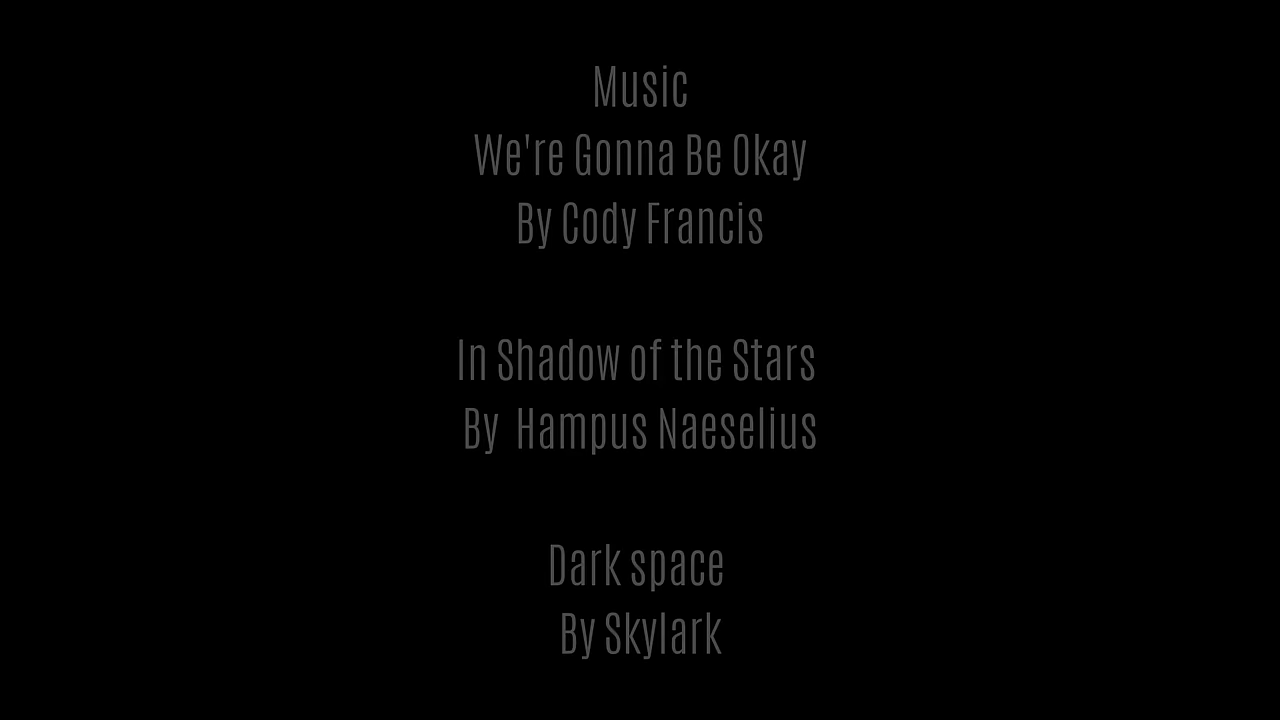 Music
We're Gonna Be Okay
By Cody Francis
In Shadow of the Stars
By  Hampus Naeselius
Dark space
By Skylark